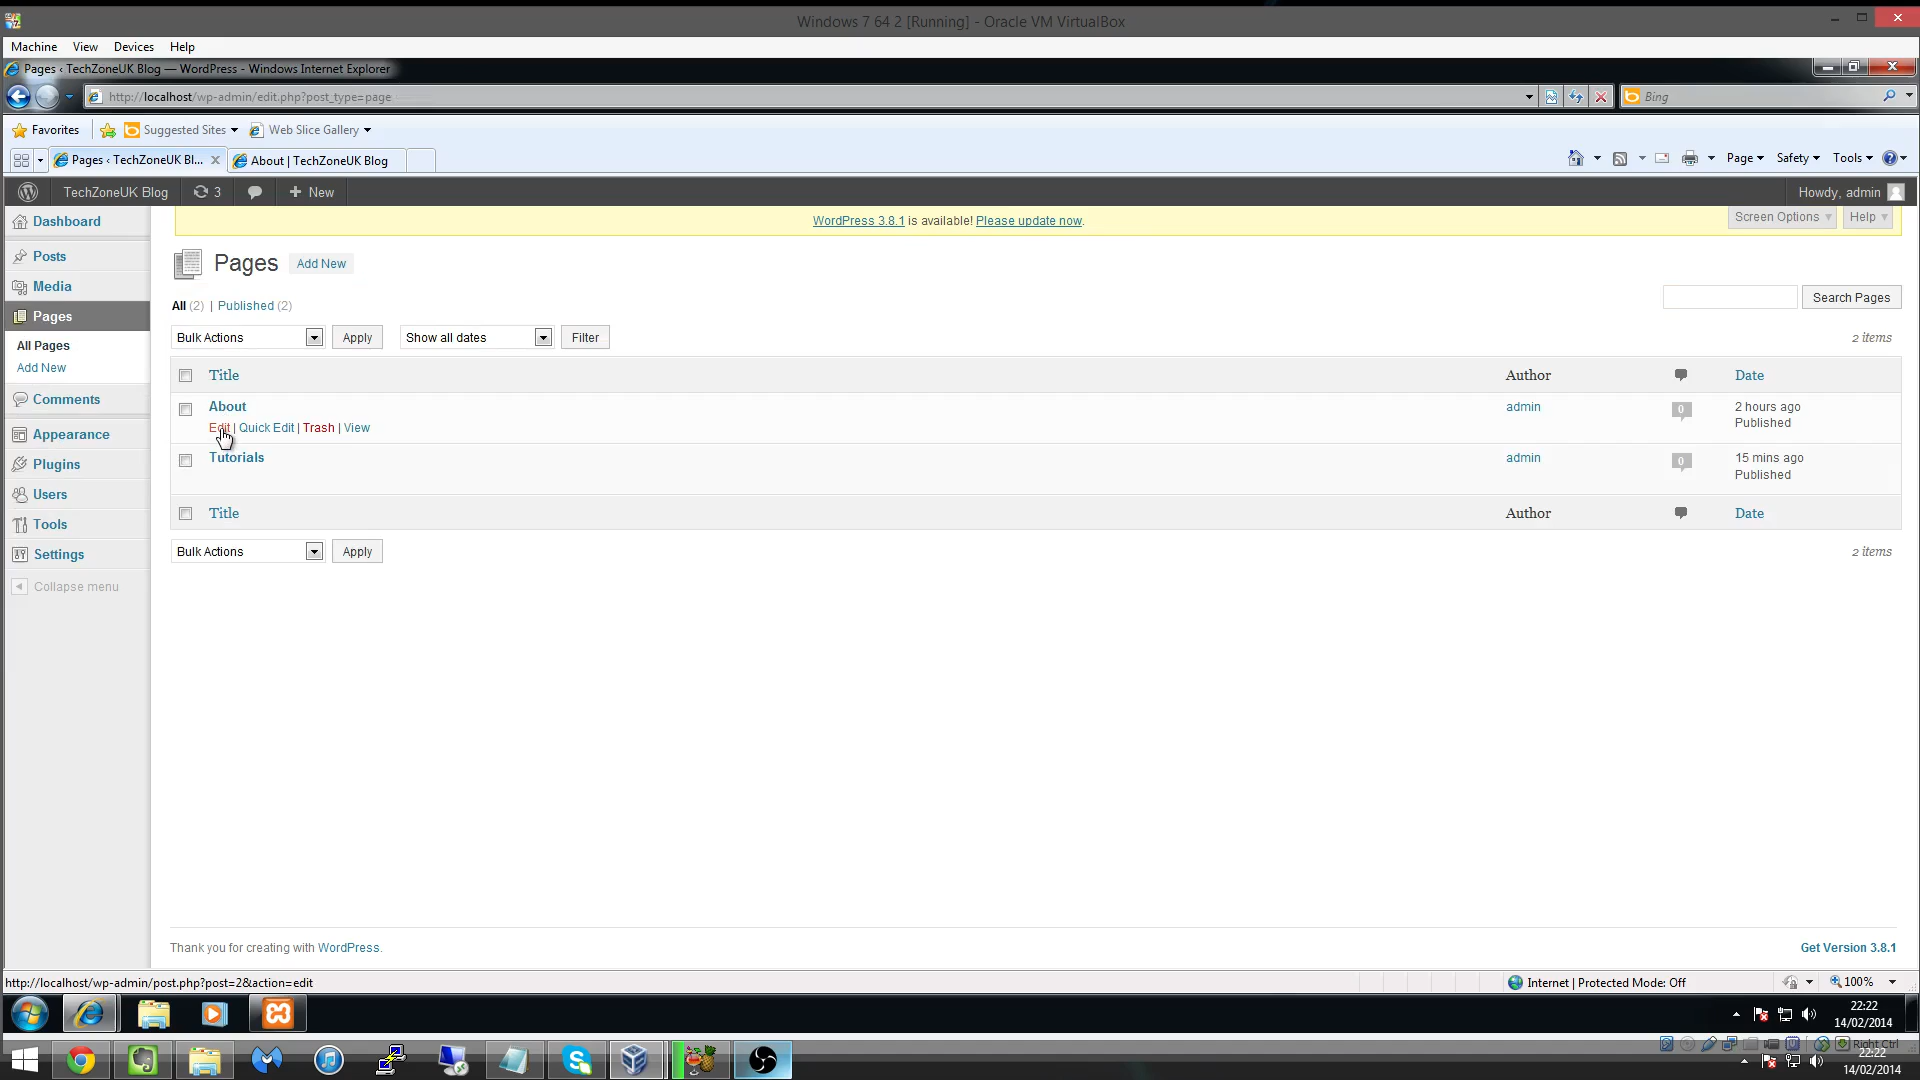 Windows 7 64 2 [Running] - Oracle VM VirtualBox
Machine View Devices Help
Pages ‹ TechZoneUK Blog — WordPress - Windows Internet Explorer
http://localhost/wp-admin/edit.php?post_type=page
Bing
Favorites Suggested Sites Web Slice Gallery
Pages ‹ TechZoneUK Bl... About | TechZoneUK Blog
Page Safety Tools
TechZoneUK Blog 3 New Howdy, admin
WordPress 3.8.1 is available! Please update now.
Screen Options Help
Dashboard
Posts
Media
Pages
All Pages
Add New
Comments
Appearance
Plugins
Users
Tools
Settings
Collapse menu
Pages Add New
All (2) | Published (2)
Search Pages
Bulk Actions Apply Show all dates Filter 2 items
Title Author Date
About admin 0 2 hours ago
Published
Edit | Quick Edit | Trash | View
Tutorials admin 0 15 mins ago
Published
Title Author Date
Bulk Actions Apply 2 items
Thank you for creating with WordPress. Get Version 3.8.1
http://localhost/wp-admin/post.php?post=2&action=edit Internet | Protected Mode: Off 100%
22:22
14/02/2014
Right Ctrl
22:22
14/02/2014